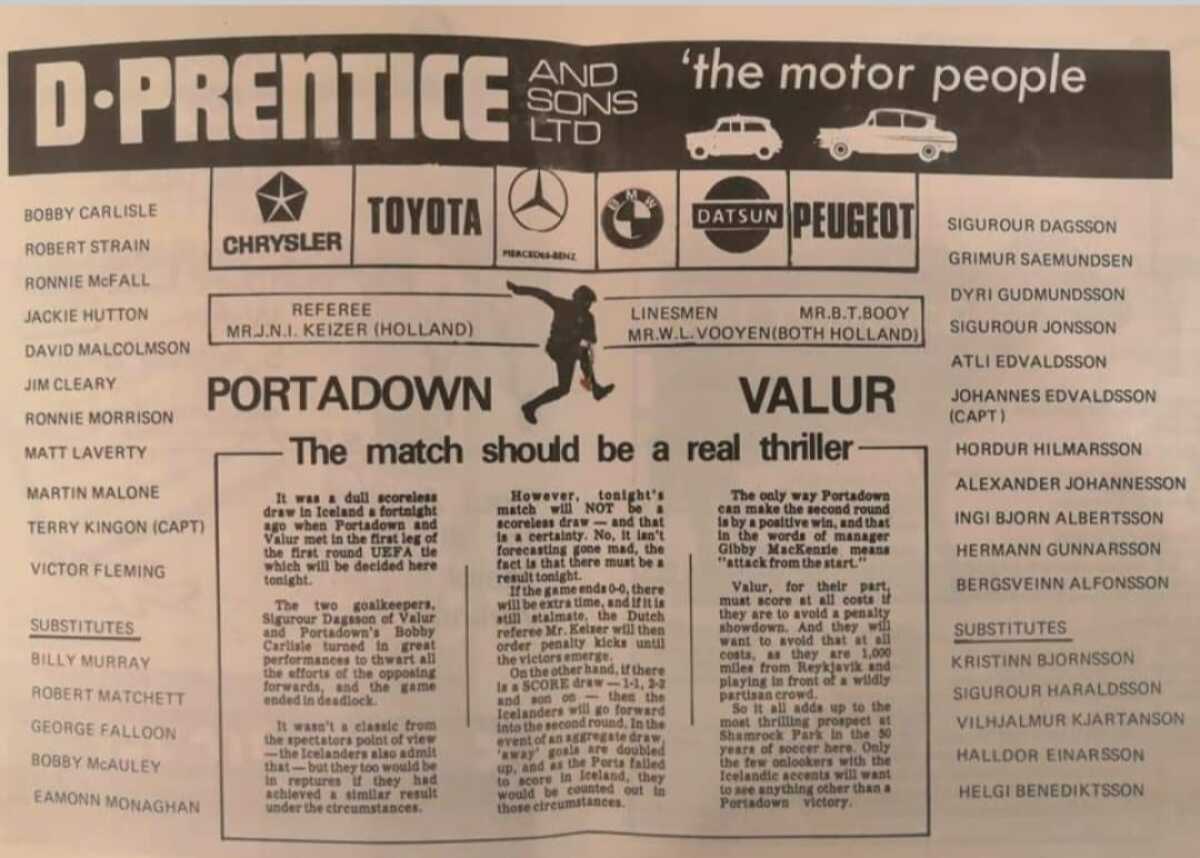 D·PRENTICE
AND
SONS
LTD
'the motor people
BOBBY CARLISLE
ROBERT STRAIN
RONNIE McFALL
JACKIE HUTTON
DAVID MALCOLMSON
JIM CLEARY
RONNIE MORRISON
MATT LAVERTY
MARTIN MALONE
TERRY KINGON (CAPT)
VICTOR FLEMING
SUBSTITUTES
BILLY MURRAY
ROBERT MATCHETT
GEORGE FALLOON
BOBBY McAULEY
EAMONN MONAGHAN
CHRYSLER
TOYOTA
MERCEDES-BENZ
BMW
DATSUN
PEUGEOT
REFEREE
MR.J.N.I. KEIZER (HOLLAND)
LINESMEN MR.B.T.BOOY
MR.W.L.VOOYEN(BOTH HOLLAND)
PORTADOWN
VALUR
The match should be a real thriller
It was a dull scoreless
draw in Iceland a fortnight
ago when Portadown and
Valur met in the first leg of
the first round UEFA tie
which will be decided here
tonight.
The two goalkeepers,
Sigurour Dagsson of Valur
and Portadown's Bobby
Carlisle turned in great
performances to thwart all
the efforts of the opposing
forwards, and the game
ended in deadlock.
It wasn't a classic from
the spectators point of view
—the Icelanders also admit
that — but they too would be
in reptures if they had
achieved a similar result
under the circumstances.
However, tonight's
match will NOT be a
scoreless draw — and that
is a certainty. No, it isn't
forecasting gone mad, the
fact is that there must be a
result tonight.
If the game ends 0-0, there
will be extra time, and if it is
still stalmate, the Dutch
referee Mr. Keizer will then
order penalty kicks until
the victors emerge.
On the other hand, if there
is a SCORE draw — 1-1, 2-2
and son on — then the
Icelanders will go forward
into the second round. In the
event of an aggregate draw,
'away' goals are doubled
up, and as the Ports failed
to score in Iceland, they
would be counted out in
those circumstances.
The only way Portadown
can make the second round
is by a positive win, and that
in the words of manager
Gibby MacKenzie means
"attack from the start."
Valur, for their part,
must score at all costs if
they are to avoid a penalty
showdown. And they will
want to avoid that at all
costs, as they are 1,000
miles from Reykjavik and
playing in front of a wildly
partisan crowd.
So it all adds up to the
most thrilling prospect at
Shamrock Park in the 50
years of soccer here. Only
the few onlookers with the
Icelandic accents will want
to see anything other than a
Portadown victory.
SIGUROUR DAGSSON
GRIMUR SAEMUNDSEN
DYRI GUDMUNDSSON
SIGUROUR JONSSON
ATLI EDVALDSSON
JOHANNES EDVALDSSON
(CAPT)
HORDUR HILMARSSON
ALEXANDER JOHANNESSON
INGI BJORN ALBERTSSON
HERMANN GUNNARSSON
BERGSVEINN ALFONSSON
SUBSTITUTES
KRISTINN BJORNSSON
SIGUROUR HARALDSSON
VILHJALMUR KJARTANSON
HALLDOR EINARSSON
HELGI BENEDIKTSSON